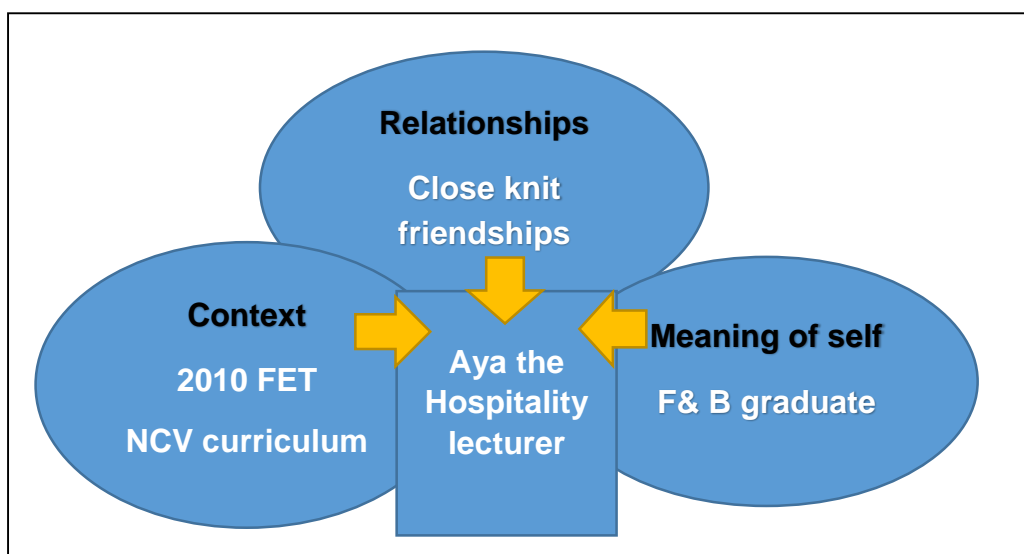 Relationships
Close knit
friendships
Context
2010 FET
NCV curriculum
Aya the
Hospitality
lecturer
Meaning of self
F& B graduate